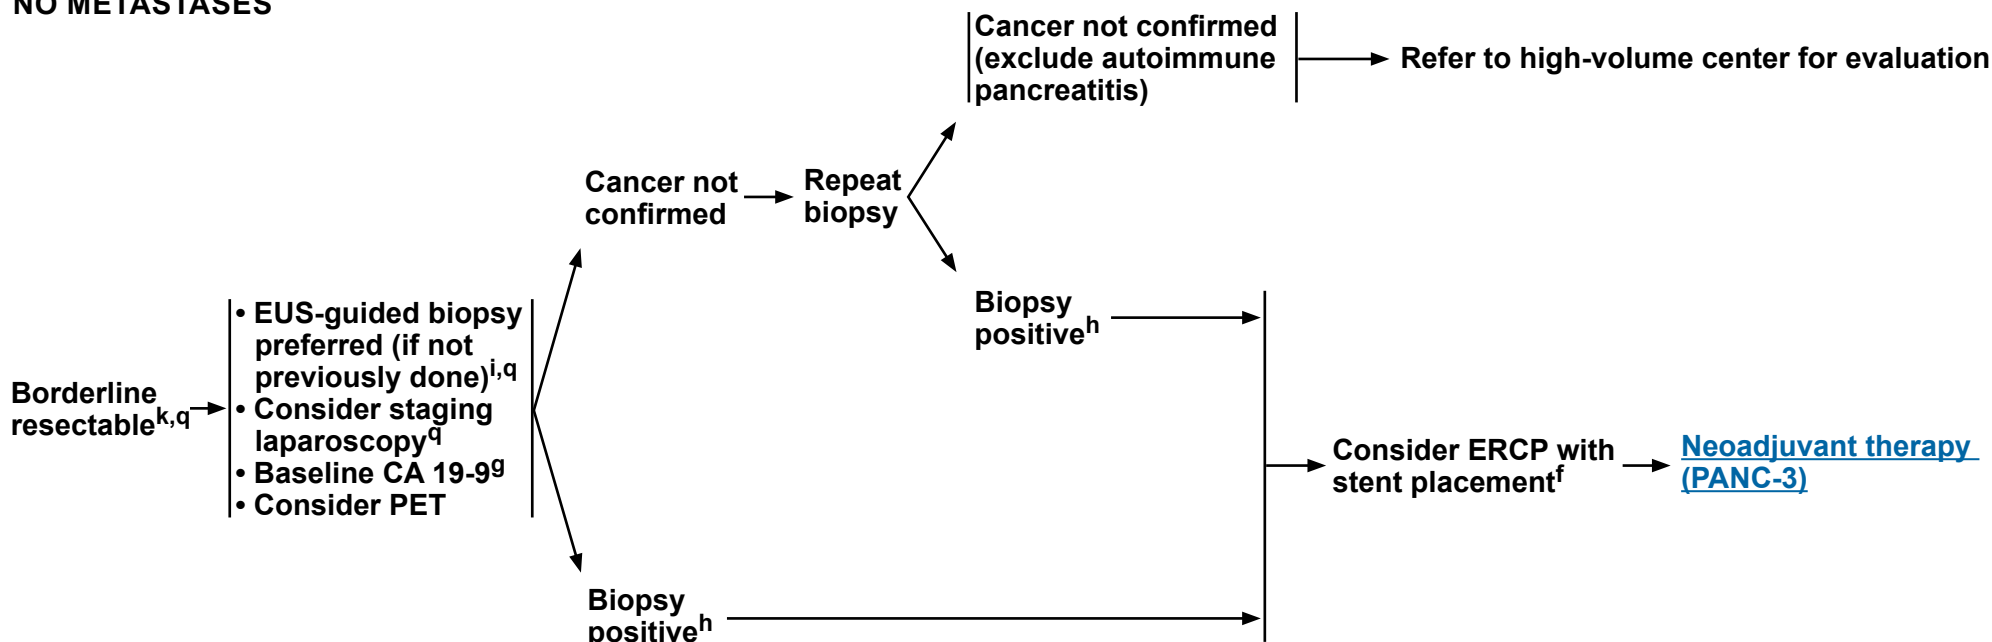 NO METASTASES
Cancer not confirmed
(exclude autoimmune
pancreatitis)
Refer to high-volume center for evaluation
Cancer not
confirmed
Repeat
biopsy
Biopsy
positiveh
Borderline
resectablek,q
• EUS-guided biopsy
preferred (if not
previously done)i,q
• Consider staging
laparoscopyq
• Baseline CA 19-9g
• Consider PET
Consider ERCP with
stent placementf
Neoadjuvant therapy
(PANC-3)
Biopsy
positiveh